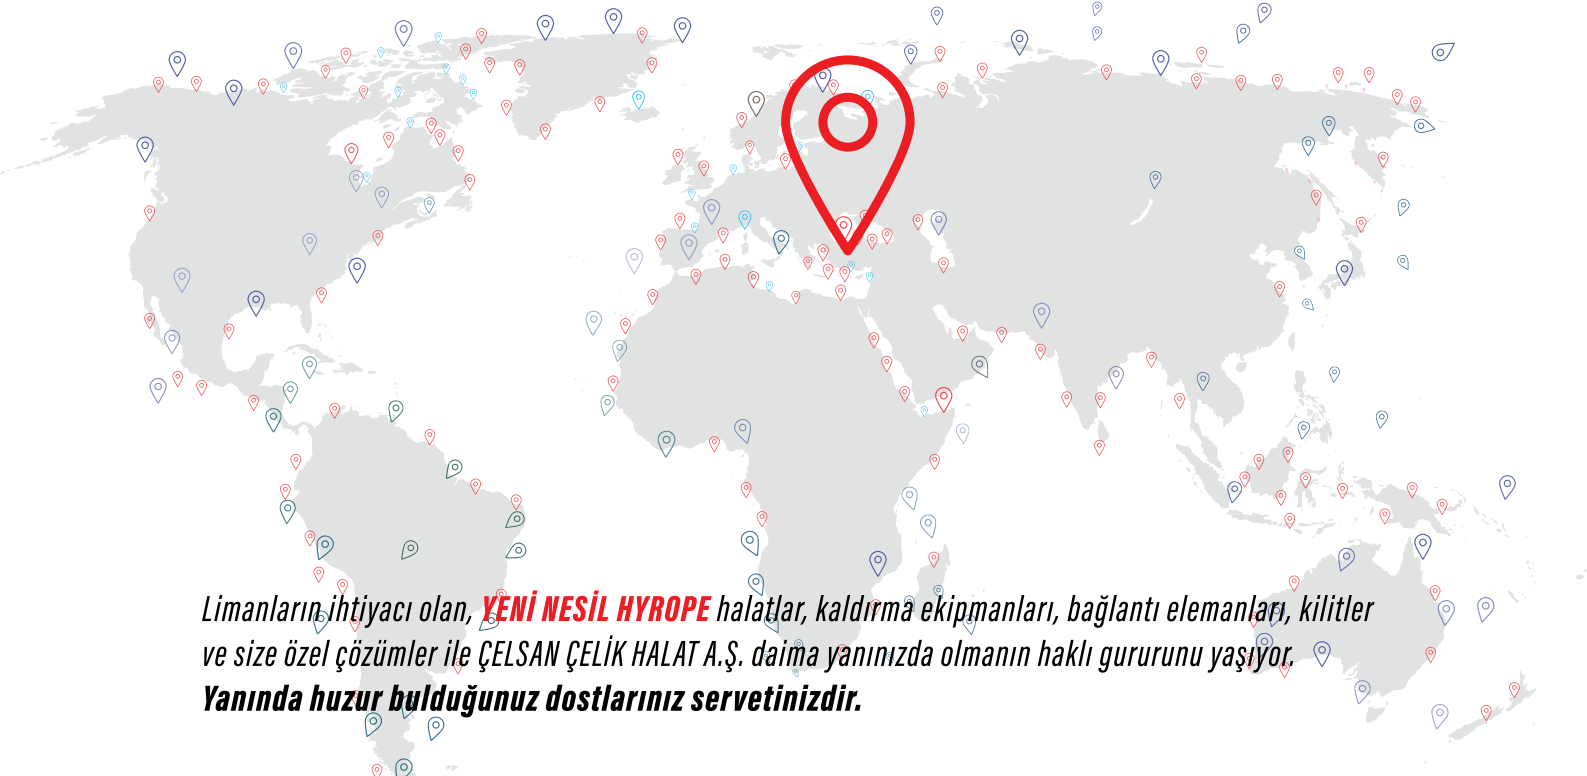 Limanların ihtiyacı olan, YENİ NESİL HYROPE halatlar, kaldırma ekipmanları, bağlantı elemanları, kilitler
ve size özel çözümler ile ÇELSAN ÇELİK HALAT A.Ş. daima yanınızda olmanın haklı gururunu yaşıyor.
Yanında huzur bulduğunuz dostlarınız servetinizdir.